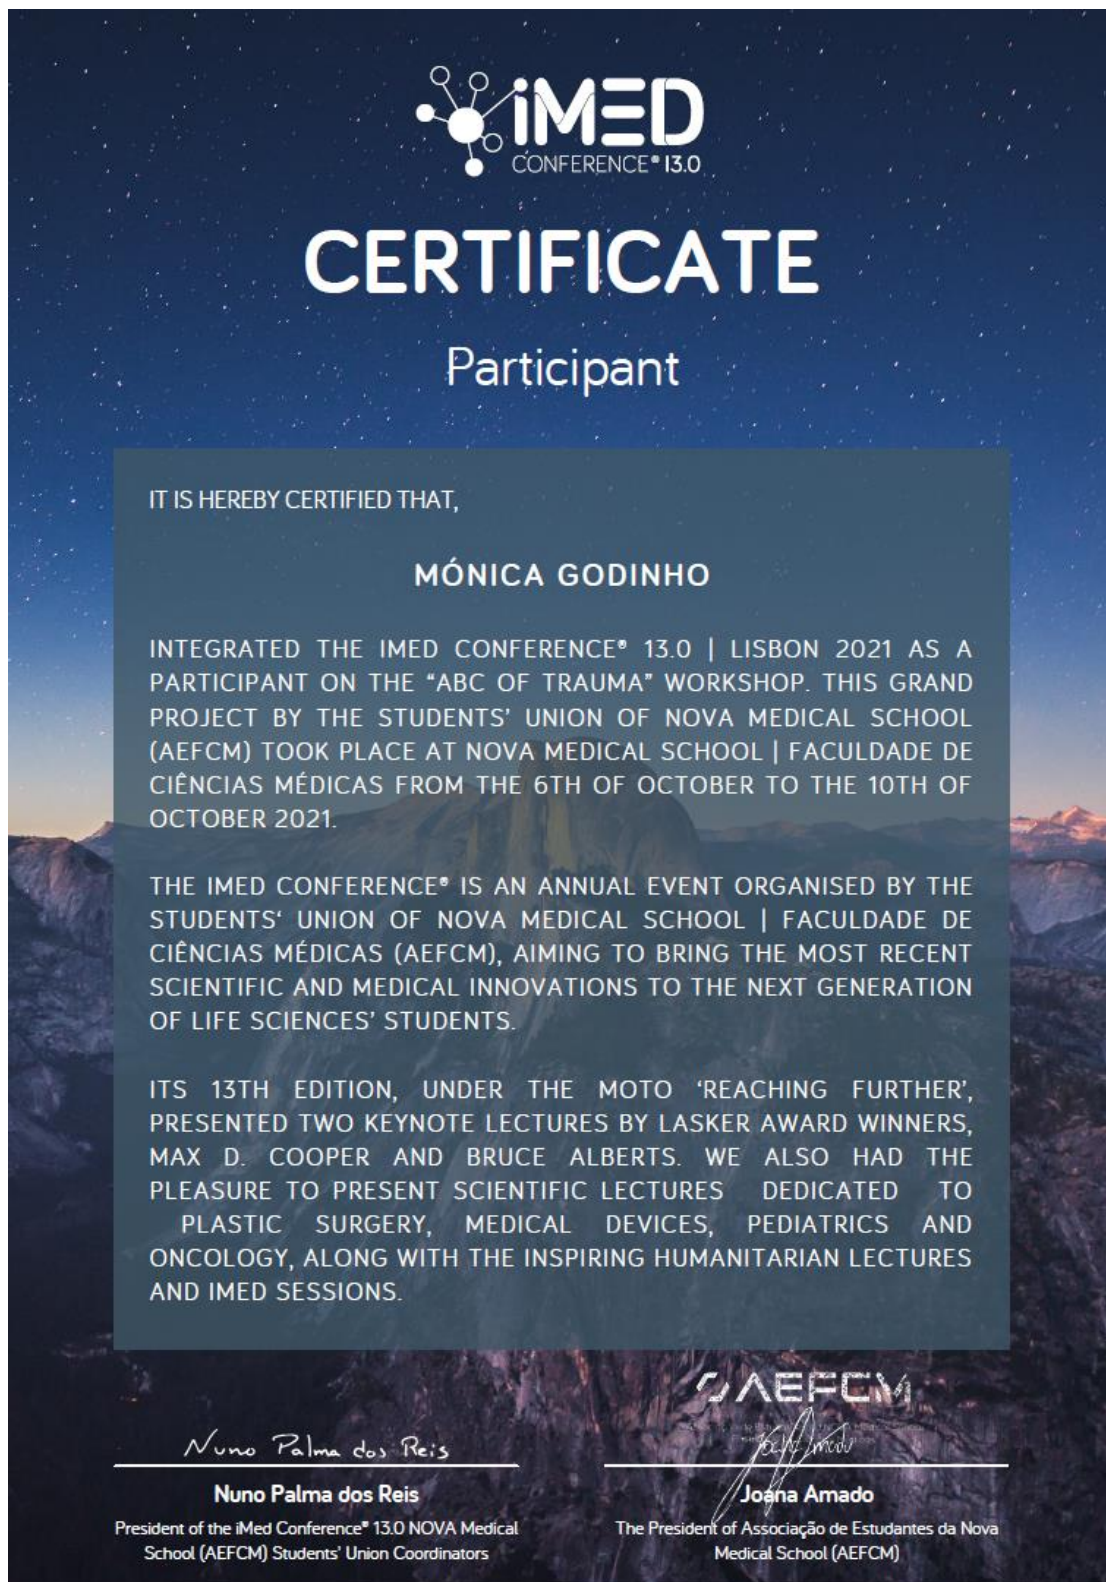 iMED
CONFERENCE® 13.0
CERTIFICATE
Participant
IT IS HEREBY CERTIFIED THAT,
MÓNICA GODINHO
INTEGRATED THE IMED CONFERENCE® 13.0 | LISBON 2021 AS A
PARTICIPANT ON THE “ABC OF TRAUMA” WORKSHOP. THIS GRAND
PROJECT BY THE STUDENTS’ UNION OF NOVA MEDICAL SCHOOL
(AEFCM) TOOK PLACE AT NOVA MEDICAL SCHOOL | FACULDADE DE
CIÊNCIAS MÉDICAS FROM THE 6TH OF OCTOBER TO THE 10TH OF
OCTOBER 2021.
THE IMED CONFERENCE® IS AN ANNUAL EVENT ORGANISED BY THE
STUDENTS‘ UNION OF NOVA MEDICAL SCHOOL | FACULDADE DE
CIÊNCIAS MÉDICAS (AEFCM), AIMING TO BRING THE MOST RECENT
SCIENTIFIC AND MEDICAL INNOVATIONS TO THE NEXT GENERATION
OF LIFE SCIENCES’ STUDENTS.
ITS 13TH EDITION, UNDER THE MOTO ‘REACHING FURTHER’,
PRESENTED TWO KEYNOTE LECTURES BY LASKER AWARD WINNERS,
MAX D. COOPER AND BRUCE ALBERTS. WE ALSO HAD THE
PLEASURE TO PRESENT SCIENTIFIC LECTURES DEDICATED TO
PLASTIC SURGERY, MEDICAL DEVICES, PEDIATRICS AND
ONCOLOGY, ALONG WITH THE INSPIRING HUMANITARIAN LECTURES
AND IMED SESSIONS.
AEFCM
Nuno Palma dos Reis
Joana Amado
Nuno Palma dos Reis
Joana Amado
President of the iMed Conference® 13.0 NOVA Medical
School (AEFCM) Students' Union Coordinators
The President of Associação de Estudantes da Nova
Medical School (AEFCM)